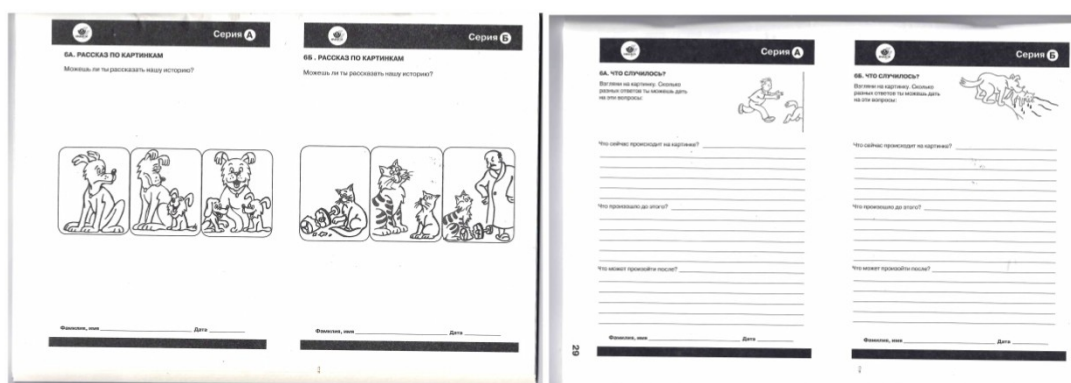 Серия А
6А. РАССКАЗ ПО КАРТИНКАМ
Можешь ли ты рассказать нашу историю?
Фамилия, имя Дата
Серия Б
6Б. РАССКАЗ ПО КАРТИНКАМ
Можешь ли ты рассказать нашу историю?
Фамилия, имя Дата
Серия А
6А. ЧТО СЛУЧИЛОСЬ?
Взгляни на картинку. Сколько
разных ответов ты можешь дать
на эти вопросы:
Что сейчас происходит на картинке?
Что произошло до этого?
Что может произойти после?
Фамилия, имя Дата
29
Серия Б
6Б. ЧТО СЛУЧИЛОСЬ?
Взгляни на картинку. Сколько
разных ответов ты можешь дать
на эти вопросы:
Что сейчас происходит на картинке?
Что произошло до этого?
Что может произойти после?
Фамилия, имя Дата